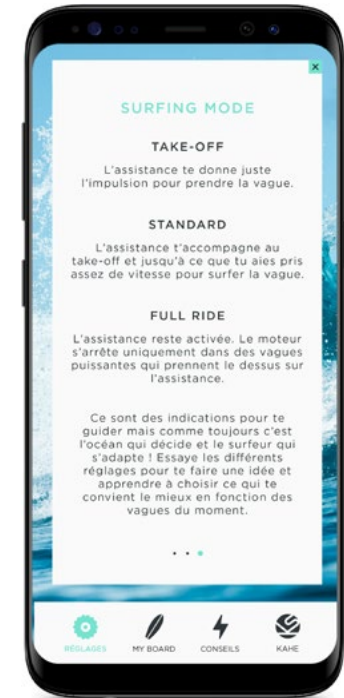 x
SURFING MODE
TAKE-OFF
L'assistance te donne juste
l'impulsion pour prendre la vague.
STANDARD
L'assistance t'accompagne au
take-off et jusqu'à ce que tu aies pris
assez de vitesse pour surfer la vague.
FULL RIDE
L'assistance reste activée. Le moteur
s'arrête uniquement dans des vagues
puissantes qui prennent le dessus sur
l'assistance.
Ce sont des indications pour te
guider mais comme toujours c'est
l'océan qui décide et le surfeur qui
s'adapte ! Essaye les différents
réglages pour te faire une idée et
apprendre à choisir ce qui te
convient le mieux en fonction des
vagues du moment.
RÉGLAGES MY BOARD CONSEILS KAHE